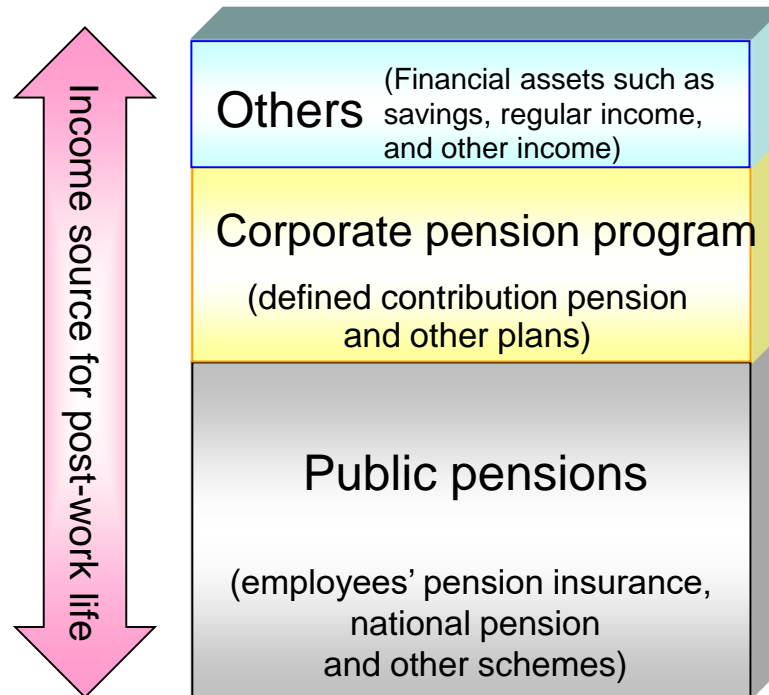 Income source for post-work life
Others
(Financial assets such as
savings, regular income,
and other income)
Corporate pension program
(defined contribution pension
and other plans)
Public pensions
(employees’ pension insurance,
national pension
and other schemes)